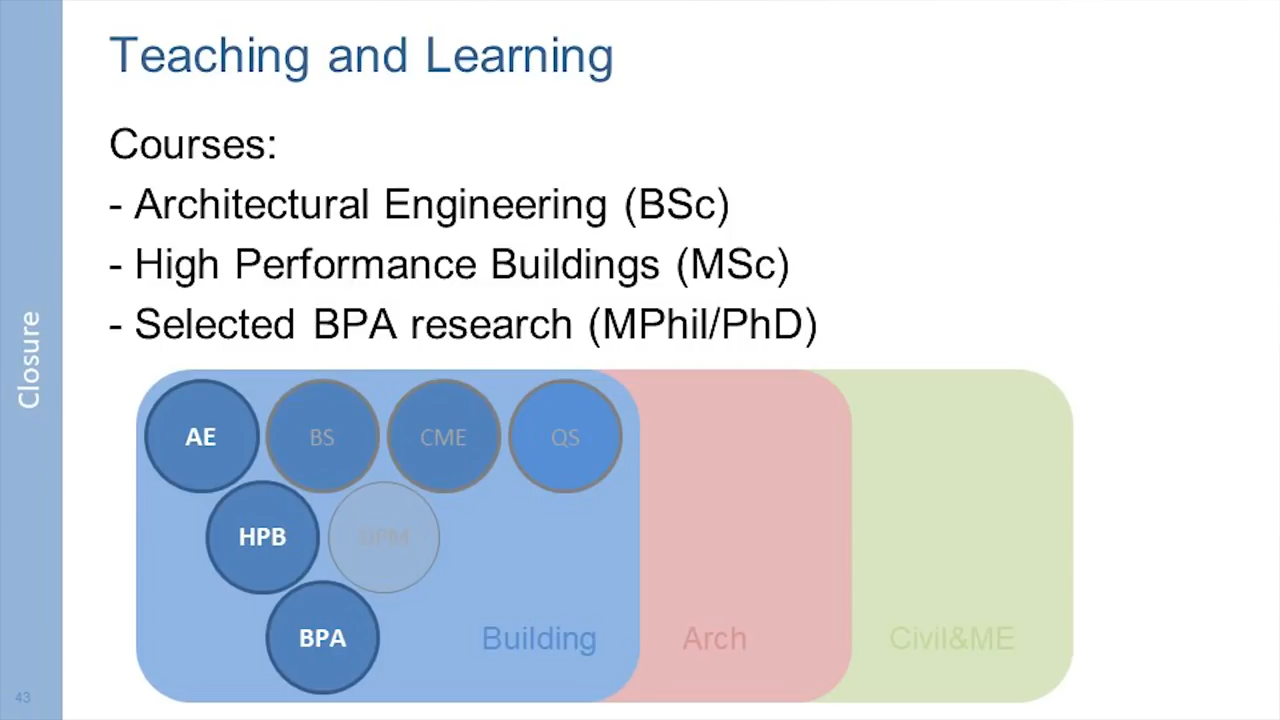 Teaching and Learning
Courses:
- Architectural Engineering (BSc)
- High Performance Buildings (MSc)
- Selected BPA research (MPhil/PhD)
Closure
AE BS CME QS
HPB
BPA
Building Arch Civil&ME
43